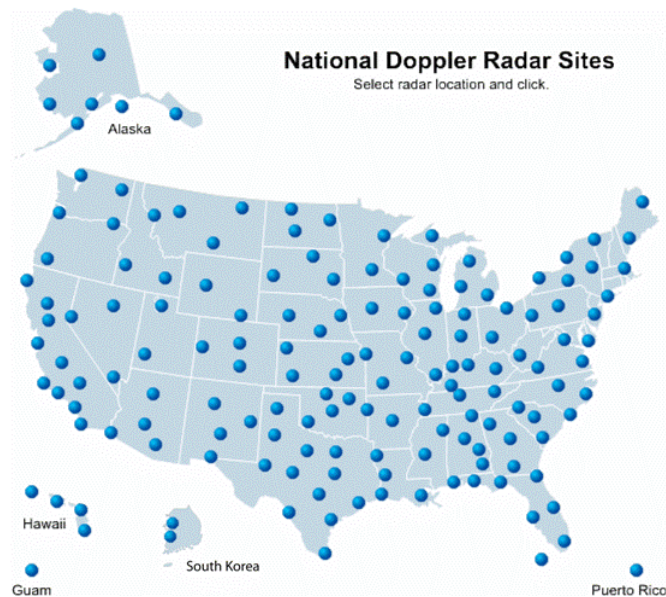 National Doppler Radar Sites
Select radar location and click.
Alaska
Hawaii
South Korea
Guam
Puerto Rico